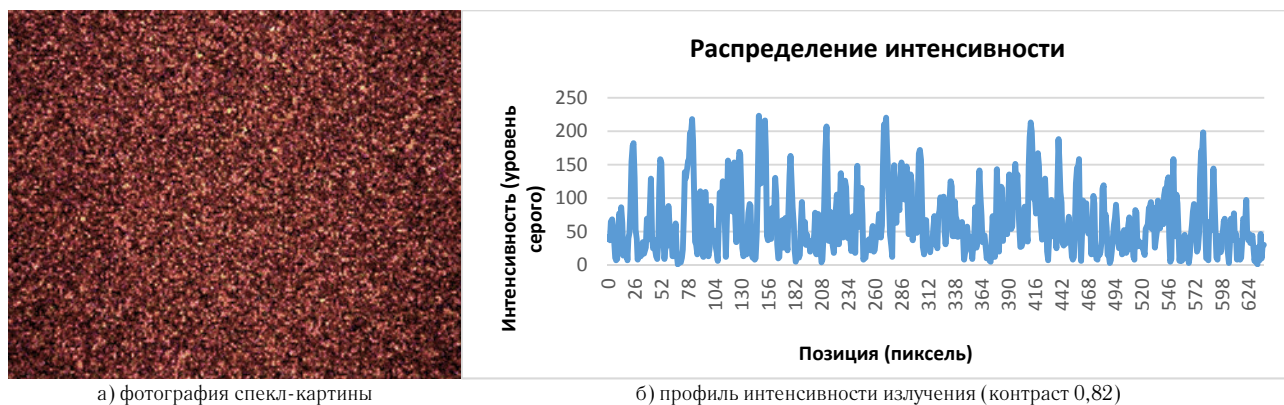 Распределение интенсивности
Интенсивность (уровень
серого)
250
200
150
100
50
0
0 26 52 78 104 130 156 182 208 234 260 286 312 338 364 390 416 442 468 494 520 546 572 598 624
Позиция (пиксель)
а) фотография спекл-картины
б) профиль интенсивности излучения (контраст 0,82)